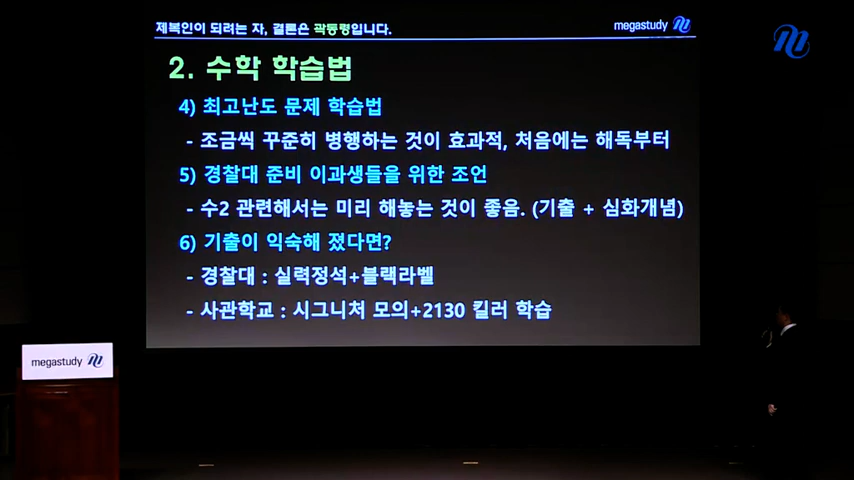 제복인이 되려는 자, 결론은 곽동령입니다.
megastudy
2. 수학 학습법
4) 최고난도 문제 학습법
- 조금씩 꾸준히 병행하는 것이 효과적, 처음에는 해독부터
5) 경찰대 준비 이과생들을 위한 조언
- 수2 관련해서는 미리 해놓는 것이 좋음. (기출 + 심화개념)
6) 기출이 익숙해 졌다면?
- 경찰대 : 실력정석+블랙라벨
- 사관학교 : 시그니처 모의+2130 킬러 학습
megastudy